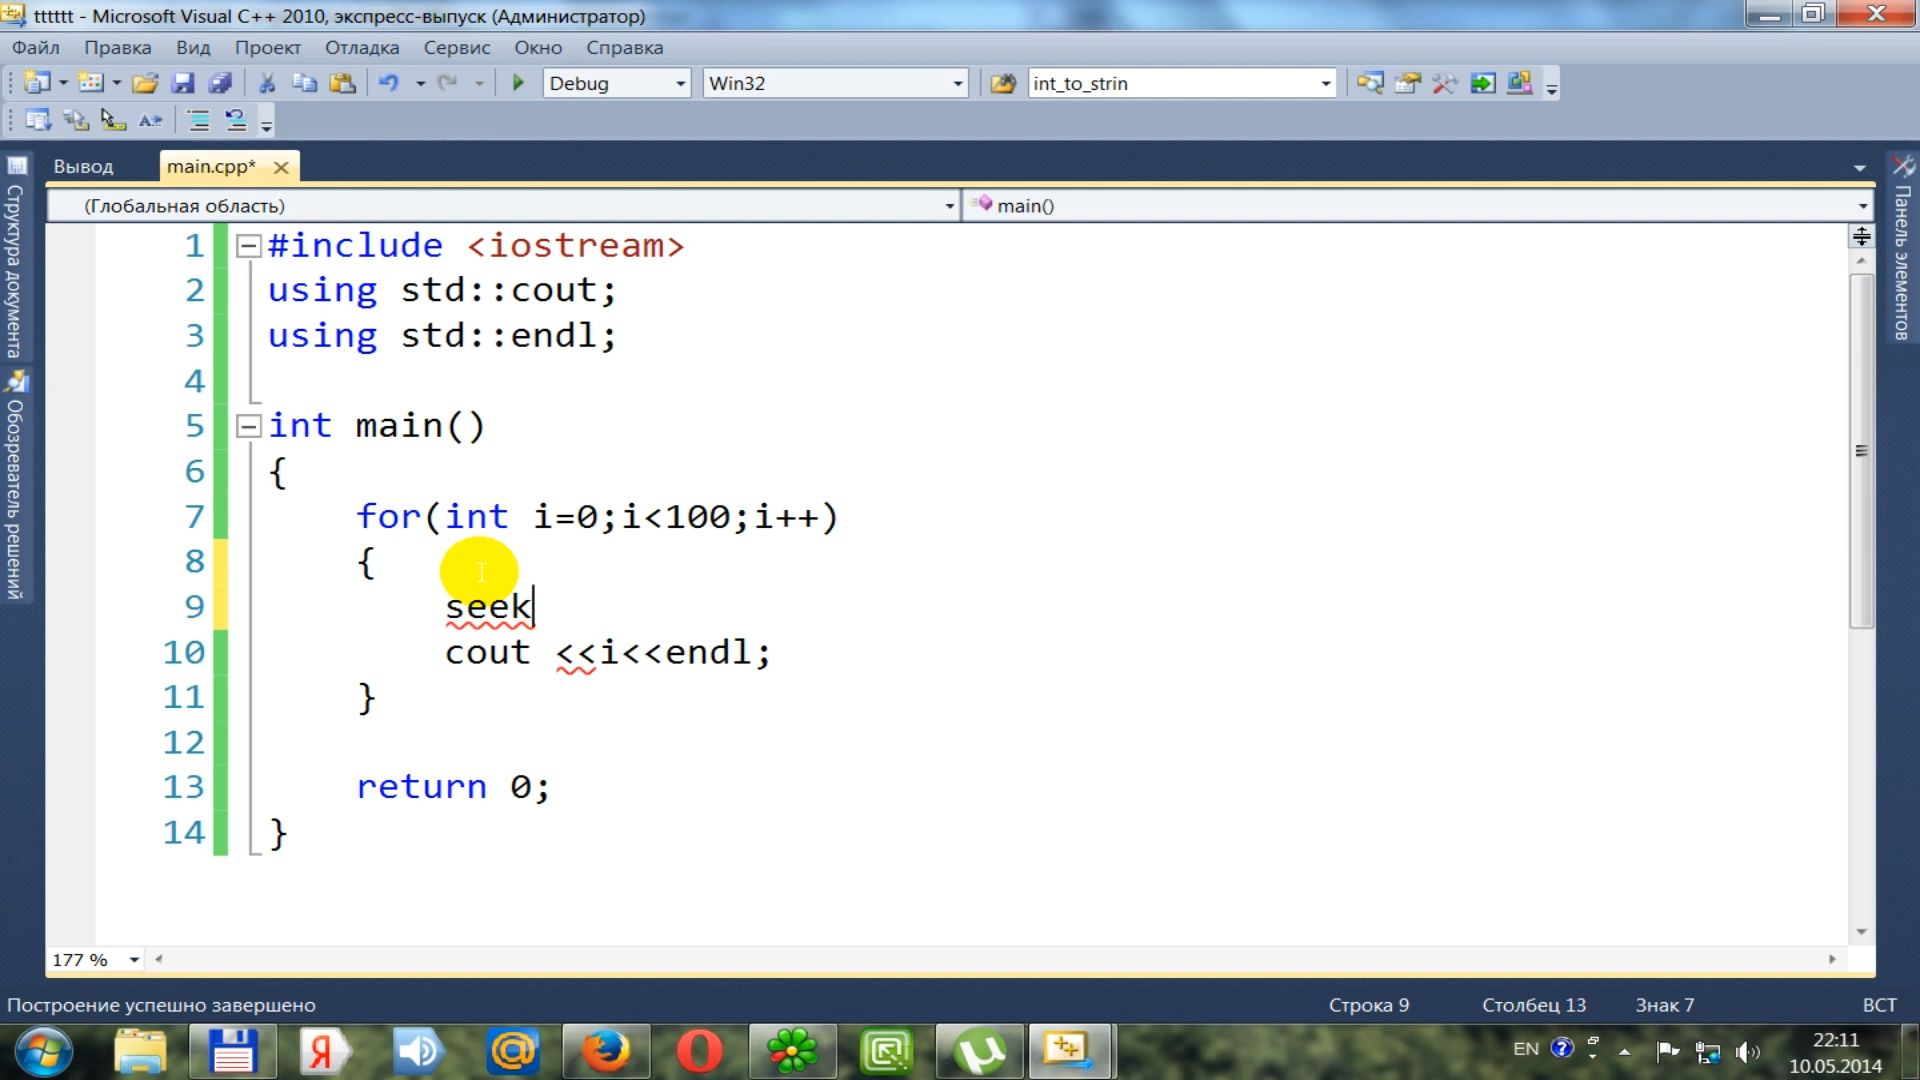 tttttt - Microsoft Visual C++ 2010, экспресс-выпуск (Администратор)
Файл Правка Вид Проект Отладка Сервис Окно Справка
Debug Win32 int_to_strin
Вывод main.cpp*
(Глобальная область) main()
Структура документа
Обозреватель решений
Панель элементов
1 #include <iostream>
2 using std::cout;
3 using std::endl;
4
5 int main()
6 {
7 for(int i=0;i<100;i++)
8 {
9 seek
10 cout <<i<<endl;
11 }
12
13 return 0;
14 }
177 %
Построение успешно завершено Строка 9 Столбец 13 Знак 7 ВСТ
EN 22:11
10.05.2014